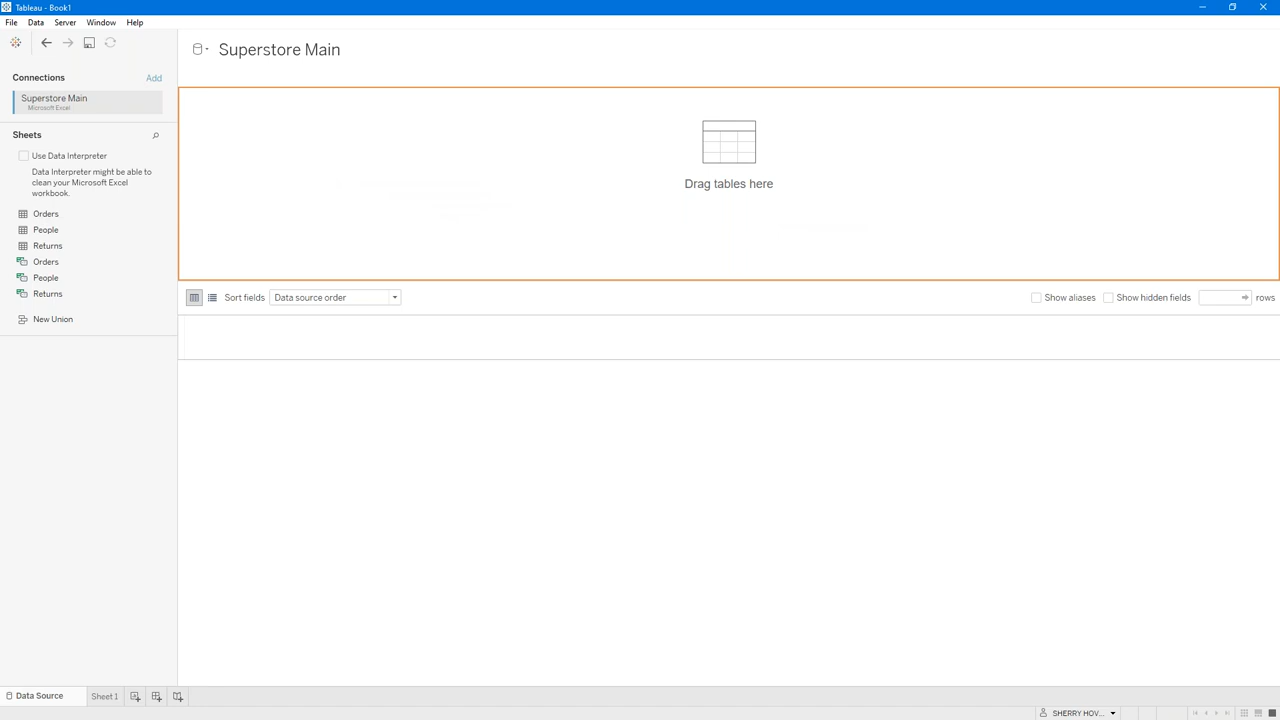 Tableau - Book1
File Data Server Window Help
Connections Add
Superstore Main
Microsoft Excel
Superstore Main
Drag tables here
Sheets
Use Data Interpreter
Data Interpreter might be able to
clean your Microsoft Excel
workbook.
Orders
People
Returns
Orders
People
Returns
New Union
Sort fields Data source order Show aliases Show hidden fields rows
Data Source Sheet 1
SHERRY HOV...